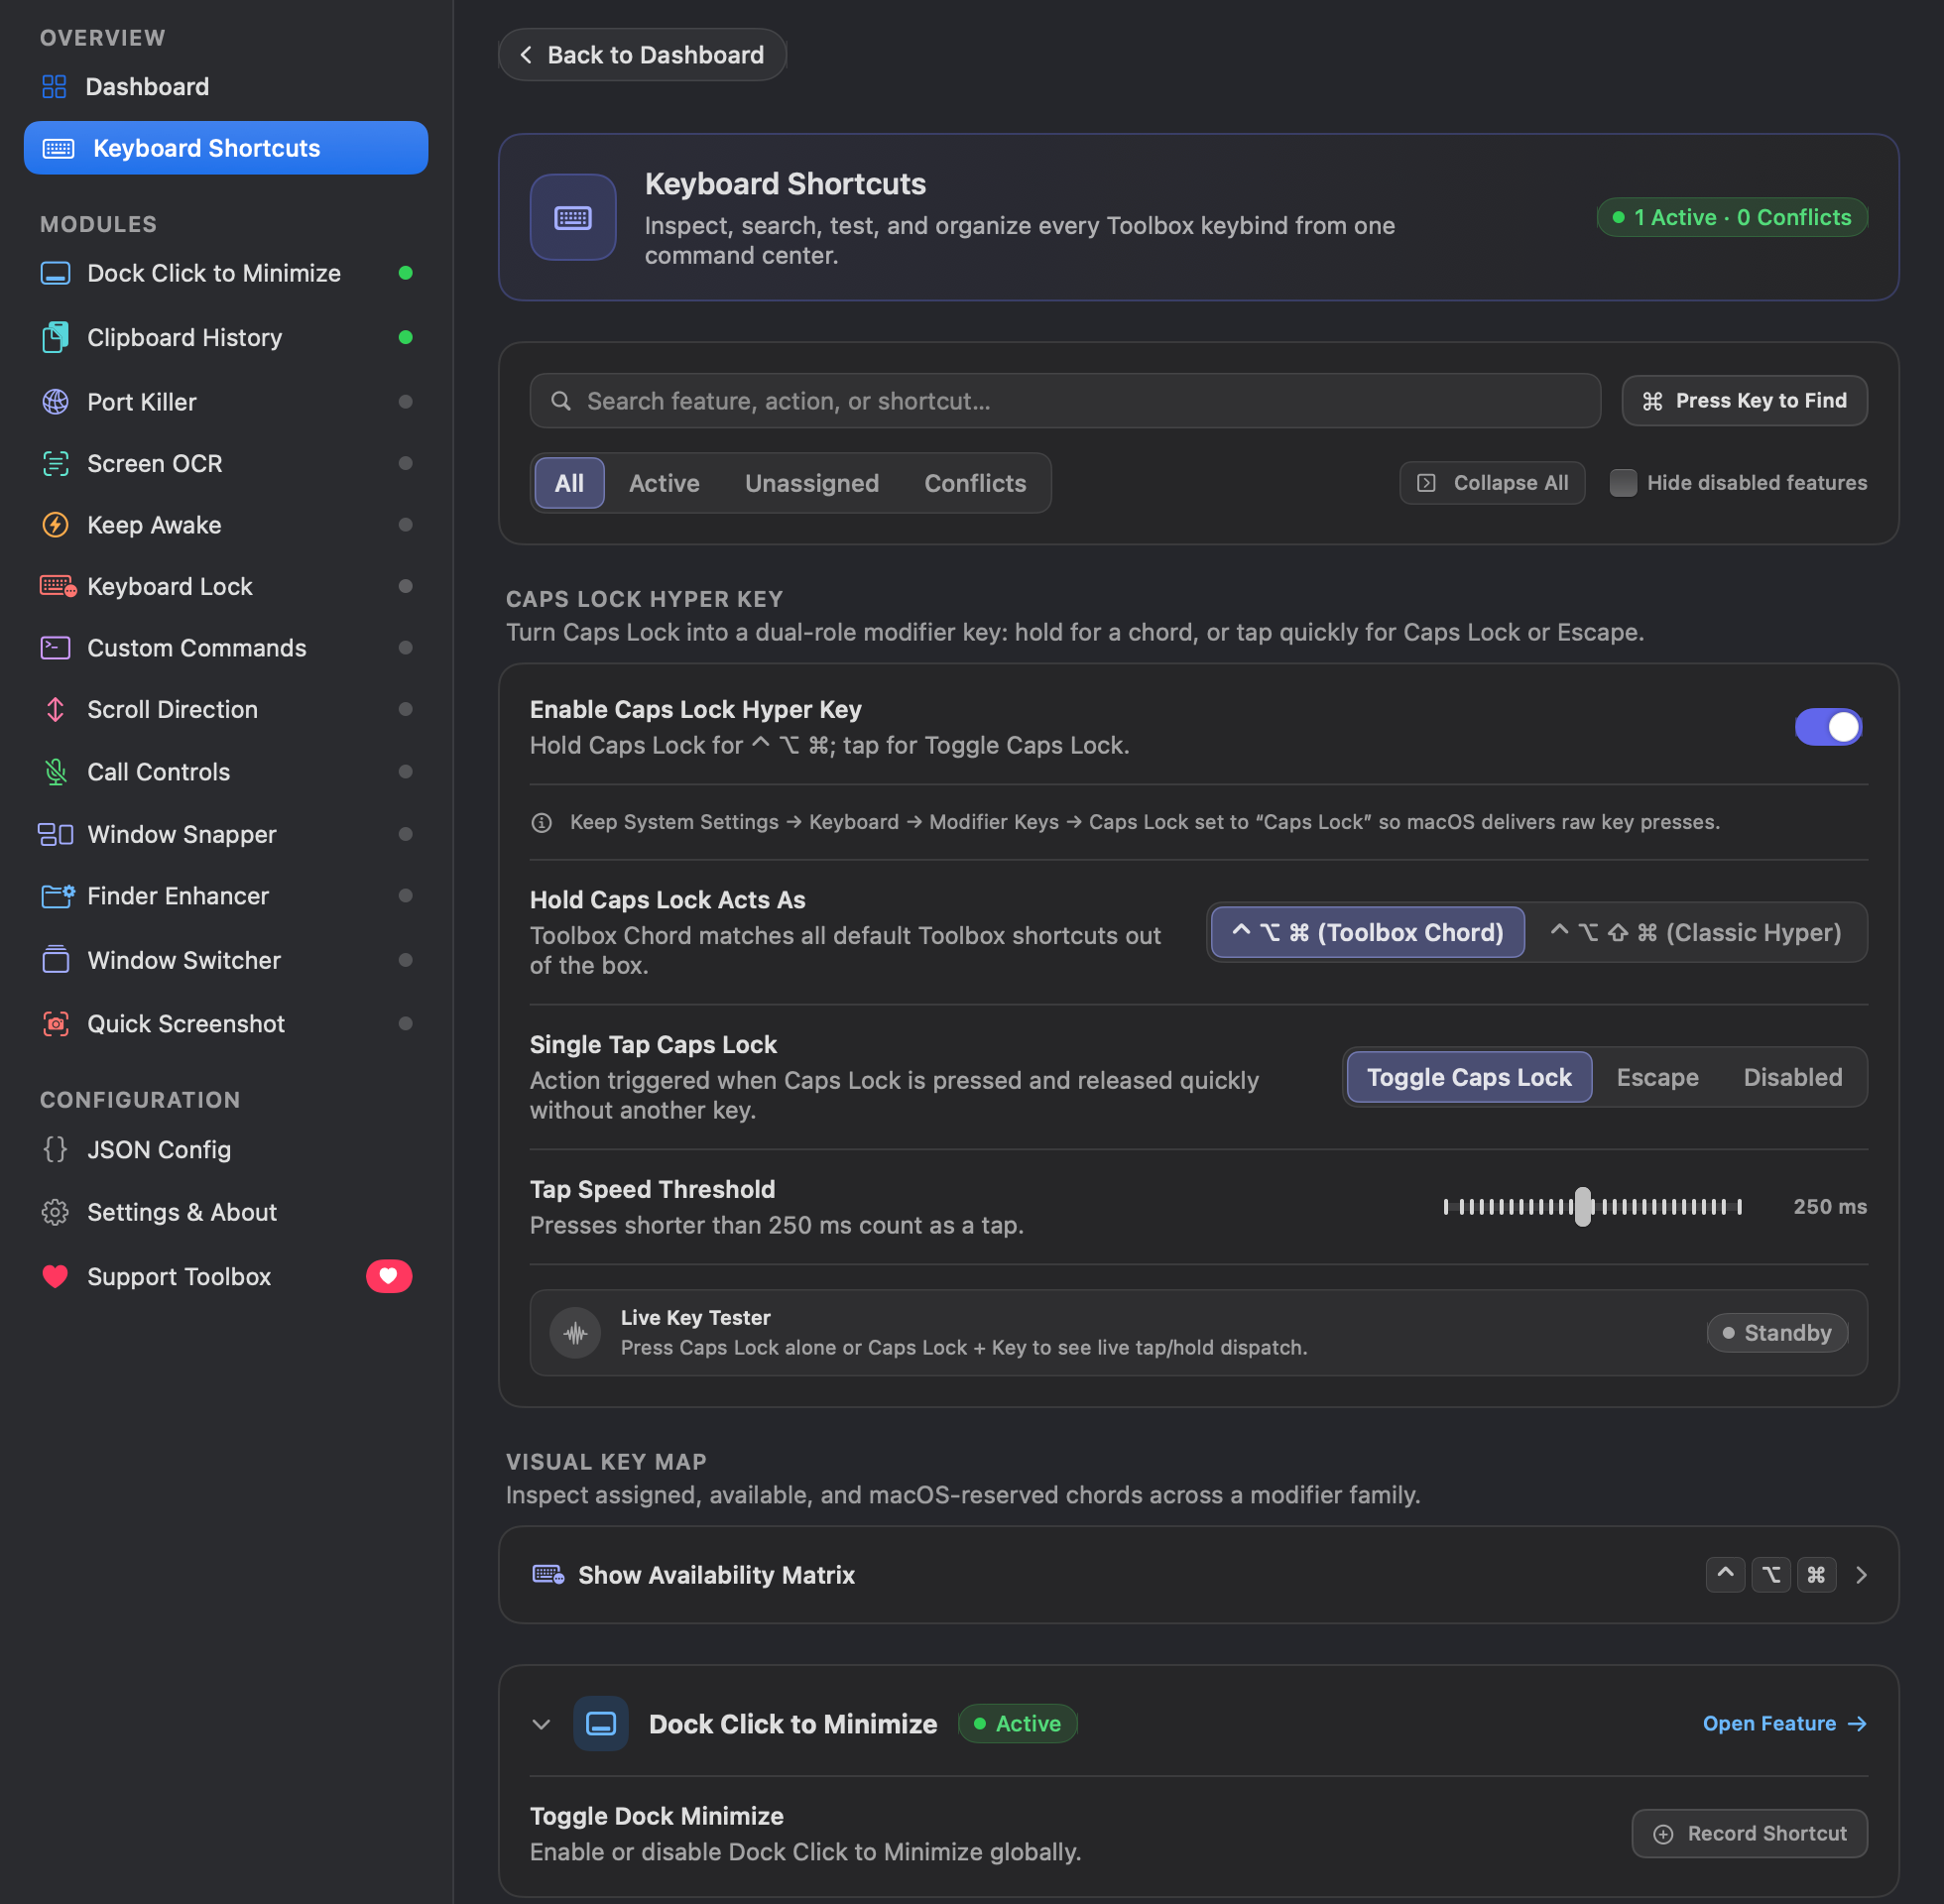 OVERVIEW
Dashboard
Keyboard Shortcuts
MODULES
Dock Click to Minimize
Clipboard History
Port Killer
Screen OCR
Keep Awake
Keyboard Lock
Custom Commands
Scroll Direction
Call Controls
Window Snapper
Finder Enhancer
Window Switcher
Quick Screenshot
CONFIGURATION
JSON Config
Settings & About
Support Toolbox
Back to Dashboard
Keyboard Shortcuts
Inspect, search, test, and organize every Toolbox keybind from one
command center.
1 Active · 0 Conflicts
Search feature, action, or shortcut...
⌘ Press Key to Find
All Active Unassigned Conflicts
Collapse All
Hide disabled features
CAPS LOCK HYPER KEY
Turn Caps Lock into a dual-role modifier key: hold for a chord, or tap quickly for Caps Lock or Escape.
Enable Caps Lock Hyper Key
Hold Caps Lock for ⌃ ⌥ ⌘; tap for Toggle Caps Lock.
Keep System Settings → Keyboard → Modifier Keys → Caps Lock set to “Caps Lock” so macOS delivers raw key presses.
Hold Caps Lock Acts As
Toolbox Chord matches all default Toolbox shortcuts out
of the box.
⌃ ⌥ ⌘ (Toolbox Chord) ⌃ ⌥ ⇧ ⌘ (Classic Hyper)
Single Tap Caps Lock
Action triggered when Caps Lock is pressed and released quickly
without another key.
Toggle Caps Lock Escape Disabled
Tap Speed Threshold
Presses shorter than 250 ms count as a tap.
250 ms
Live Key Tester
Press Caps Lock alone or Caps Lock + Key to see live tap/hold dispatch.
Standby
VISUAL KEY MAP
Inspect assigned, available, and macOS-reserved chords across a modifier family.
Show Availability Matrix
⌃ ⌥ ⌘
Dock Click to Minimize
Active
Open Feature →
Toggle Dock Minimize
Enable or disable Dock Click to Minimize globally.
Record Shortcut